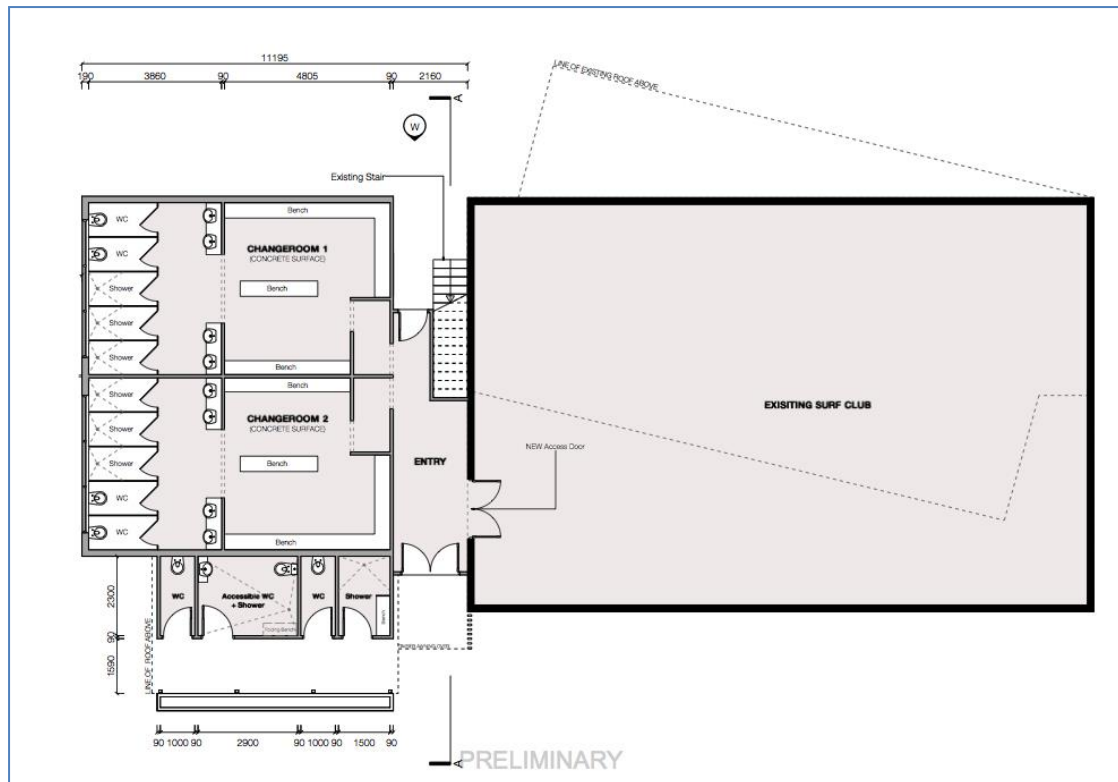 11195
190 3860 90 4805 90 2160
A
W
LINE OF EXISTING ROOF ABOVE
Existing Stair
WC
WC
Shower
Shower
Shower
Bench
CHANGEROOM 1
(CONCRETE SURFACE)
Bench
Bench
Shower
Shower
Shower
WC
WC
Bench
CHANGEROOM 2
(CONCRETE SURFACE)
Bench
Bench
ENTRY
NEW Access Door
EXISITING SURF CLUB
2300
90
1590
WC
Accessible WC
+ Shower
WC
Shower
Bench
Folding Bench
LINE OF ROOF ABOVE
90 1000 90 2900 90 1000 90 1500 90
A
PRELIMINARY